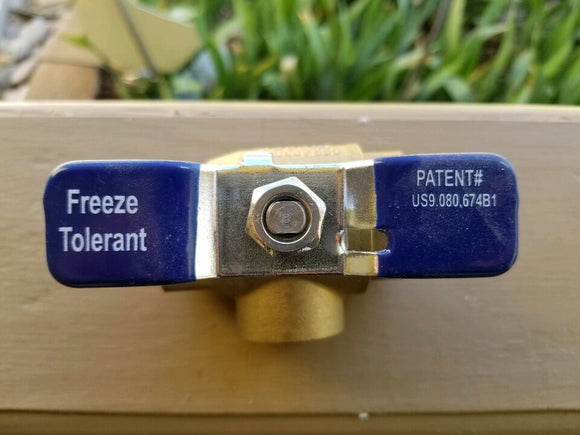 Freeze
Tolerant
PATENT#
US9.080,674B1